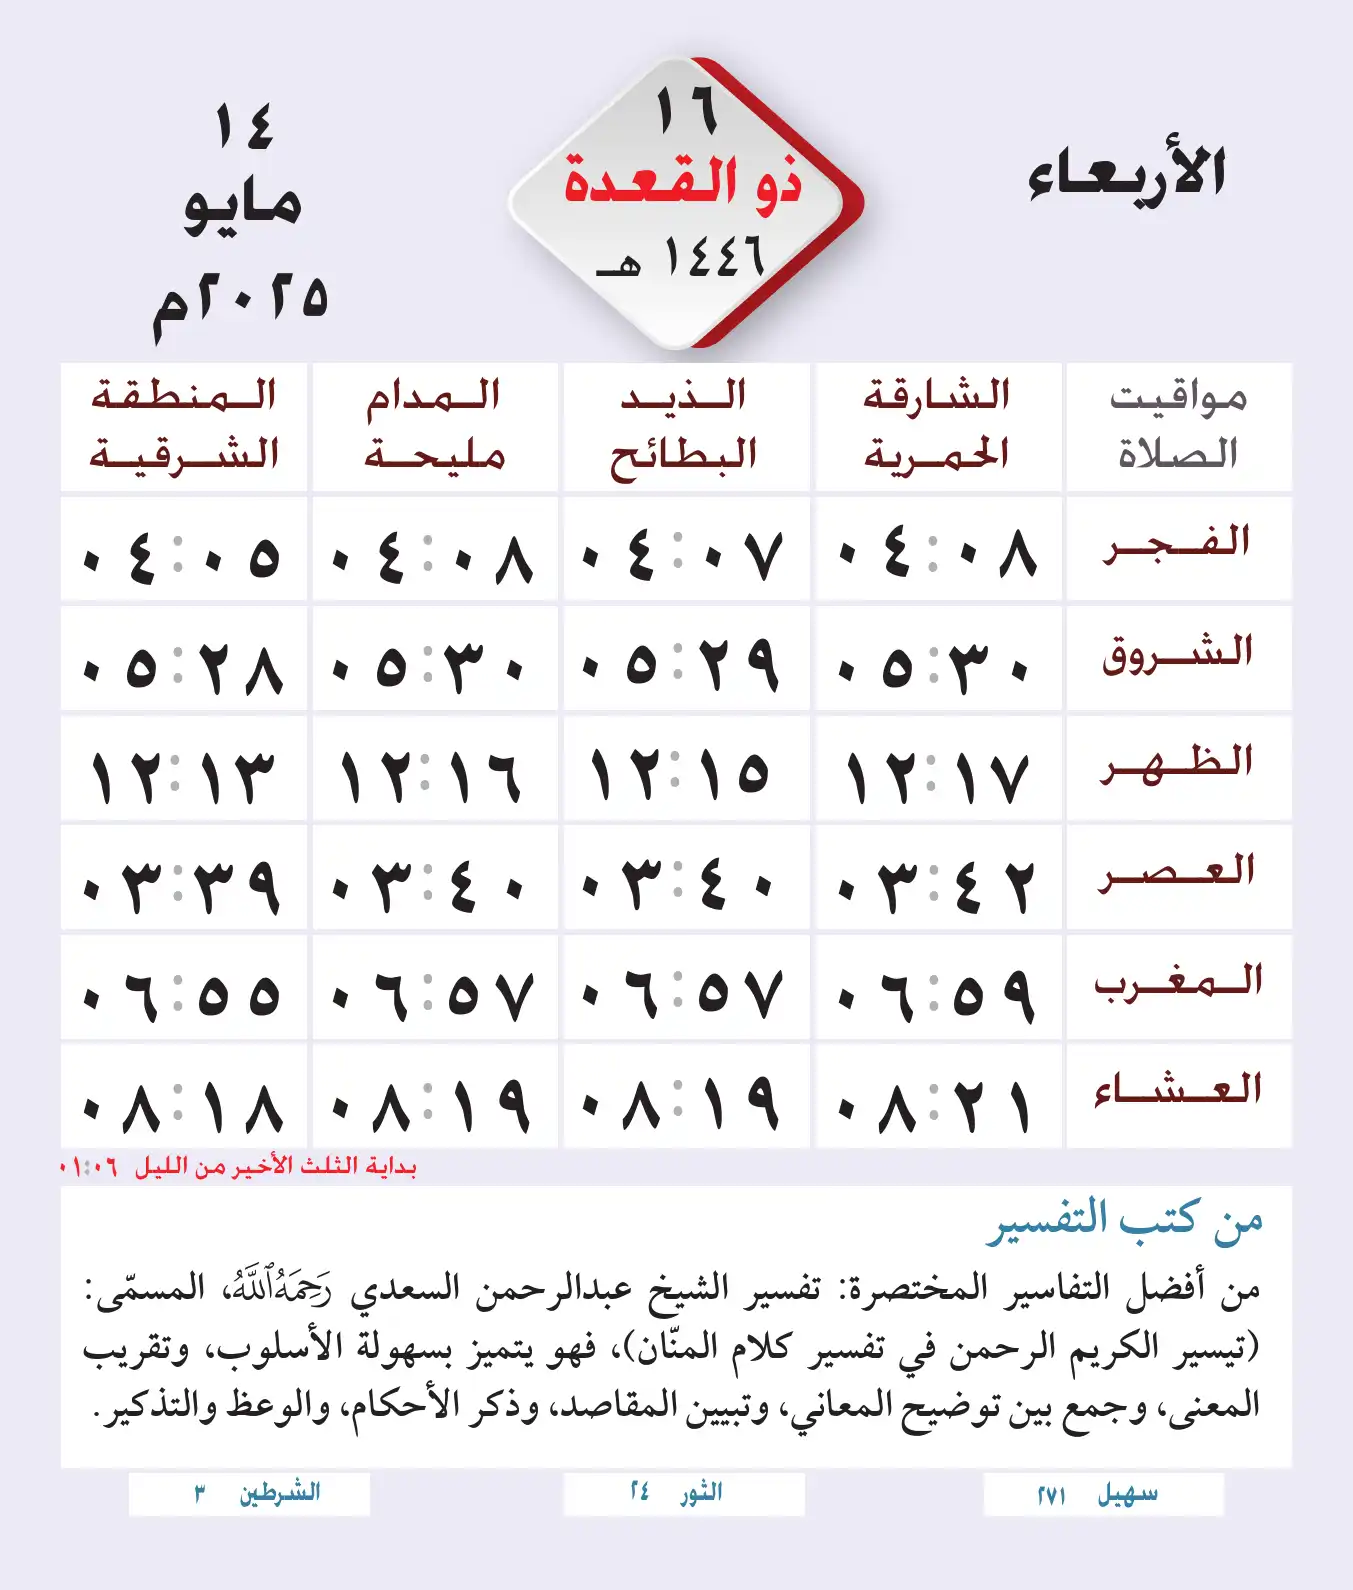 الأربعاء
١٦
ذو القعدة
١٤٤٦ هـ
١٤
مايو
٢٠٢٥م
مواقيت الصلاة
الشارقة الحمرية
الذيد البطائح
المدام مليحة
المنطقة الشرقية
الفجر ٠٤:٠٨ ٠٤:٠٧ ٠٤:٠٨ ٠٤:٠٥
الشروق ٠٥:٣٠ ٠٥:٢٩ ٠٥:٣٠ ٠٥:٢٨
الظهر ١٢:١٧ ١٢:١٥ ١٢:١٦ ١٢:١٣
العصر ٠٣:٤٢ ٠٣:٤٠ ٠٣:٤٠ ٠٣:٣٩
المغرب ٠٦:٥٩ ٠٦:٥٧ ٠٦:٥٧ ٠٦:٥٥
العشاء ٠٨:٢١ ٠٨:١٩ ٠٨:١٩ ٠٨:١٨
بداية الثلث الأخير من الليل ٠١:٠٦
من كتب التفسير
من أفضل التفاسير المختصرة: تفسير الشيخ عبدالرحمن السعدي رَحِمَهُ ٱللَّهُ، المسمّى:
(تيسير الكريم الرحمن في تفسير كلام المنّان)، فهو يتميز بسهولة الأسلوب، وتقريب
المعنى، وجمع بين توضيح المعاني، وتبيين المقاصد، وذكر الأحكام، والوعظ والتذكير.
سهيل ٢٧١
الثور ٢٤
الشرطين ٣